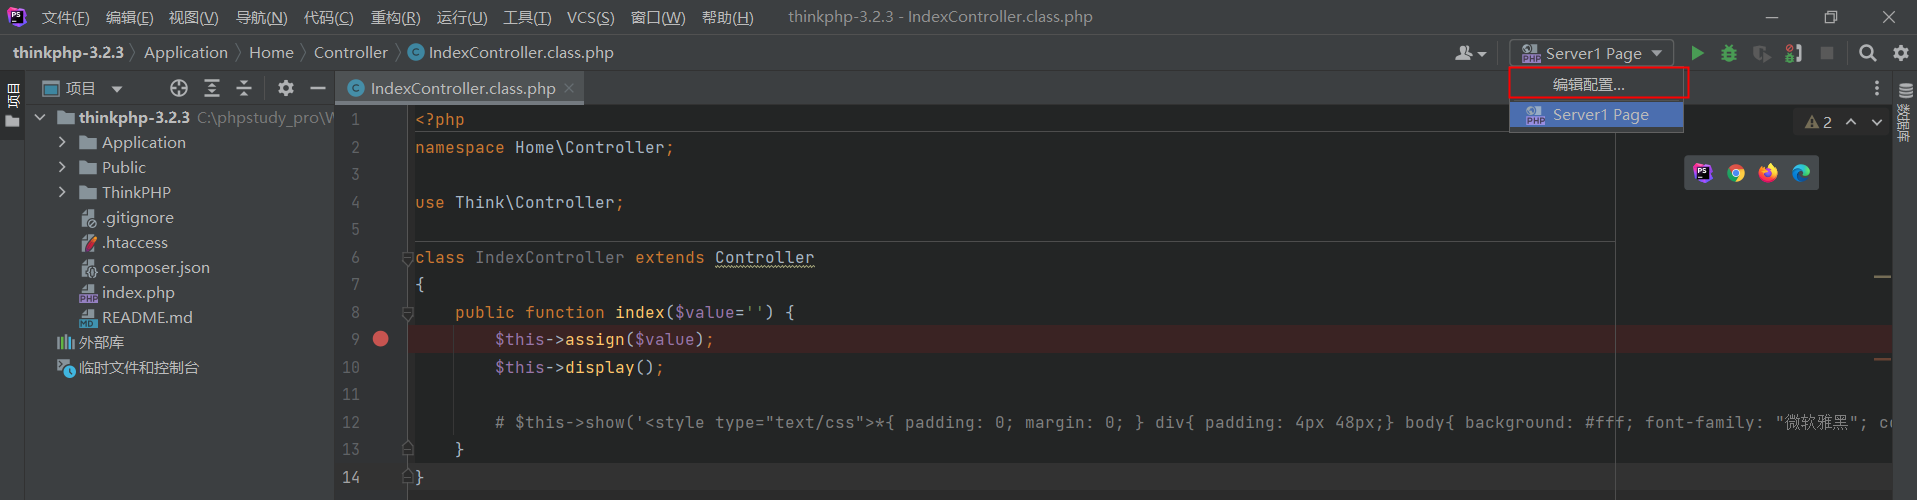 文件(F) 编辑(E) 视图(V) 导航(N) 代码(C) 重构(R) 运行(U) 工具(T) VCS(S) 窗口(W) 帮助(H) thinkphp-3.2.3 - IndexController.class.php
thinkphp-3.2.3 Application Home Controller IndexController.class.php Server1 Page
编辑配置...
Server1 Page
项目
项目
IndexController.class.php
数据库
2
thinkphp-3.2.3 C:\phpstudy_pro\W
Application
Public
ThinkPHP
.gitignore
.htaccess
composer.json
index.php
README.md
外部库
临时文件和控制台
1 <?php
2 namespace Home\Controller;
3
4 use Think\Controller;
5
6 class IndexController extends Controller
7 {
8 public function index($value='') {
9 $this->assign($value);
10 $this->display();
11
12 # $this->show('<style type="text/css">*{ padding: 0; margin: 0; } div{ padding: 4px 48px;} body{ background: #fff; font-family: "微软雅黑"; co
13 }
14 }